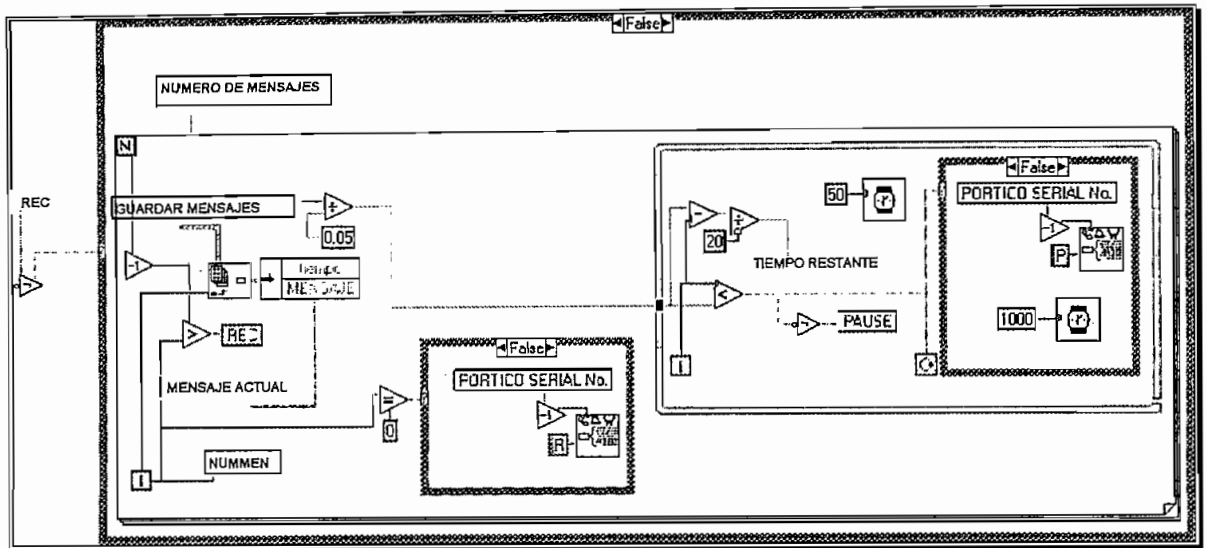 False
NUMERO DE MENSAJES
N
REC
GUARDAR MENSAJES
÷
0.05
-1
Tiempo
MENSAJE
>
REC
MENSAJE ACTUAL
=
0
NUMMEN
I
False
PORTICO SERIAL No.
-1
R
50
-
÷
20
TIEMPO RESTANTE
<
PAUSE
I
False
PORTICO SERIAL No.
-1
P
1000